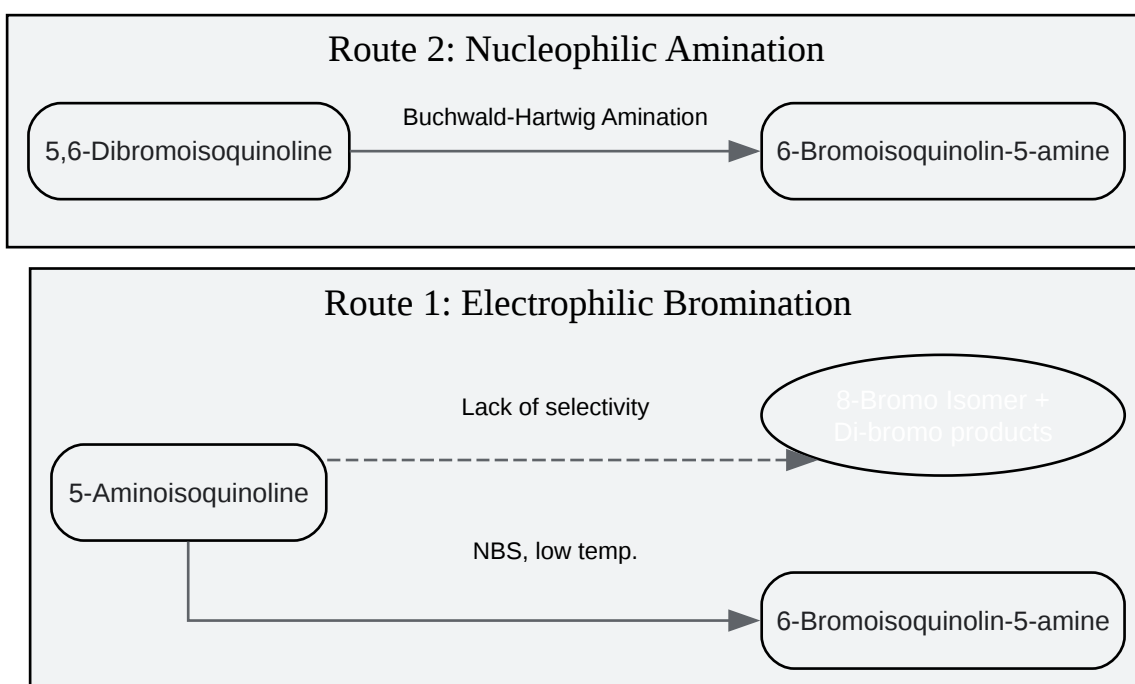 Route 2: Nucleophilic Amination
Buchwald-Hartwig Amination
5,6-Dibromoisoquinoline
6-Bromoisoquinolin-5-amine
Route 1: Electrophilic Bromination
Lack of selectivity
8-Bromo Isomer +
Di-bromo products
5-Aminoisoquinoline
NBS, low temp.
6-Bromoisoquinolin-5-amine